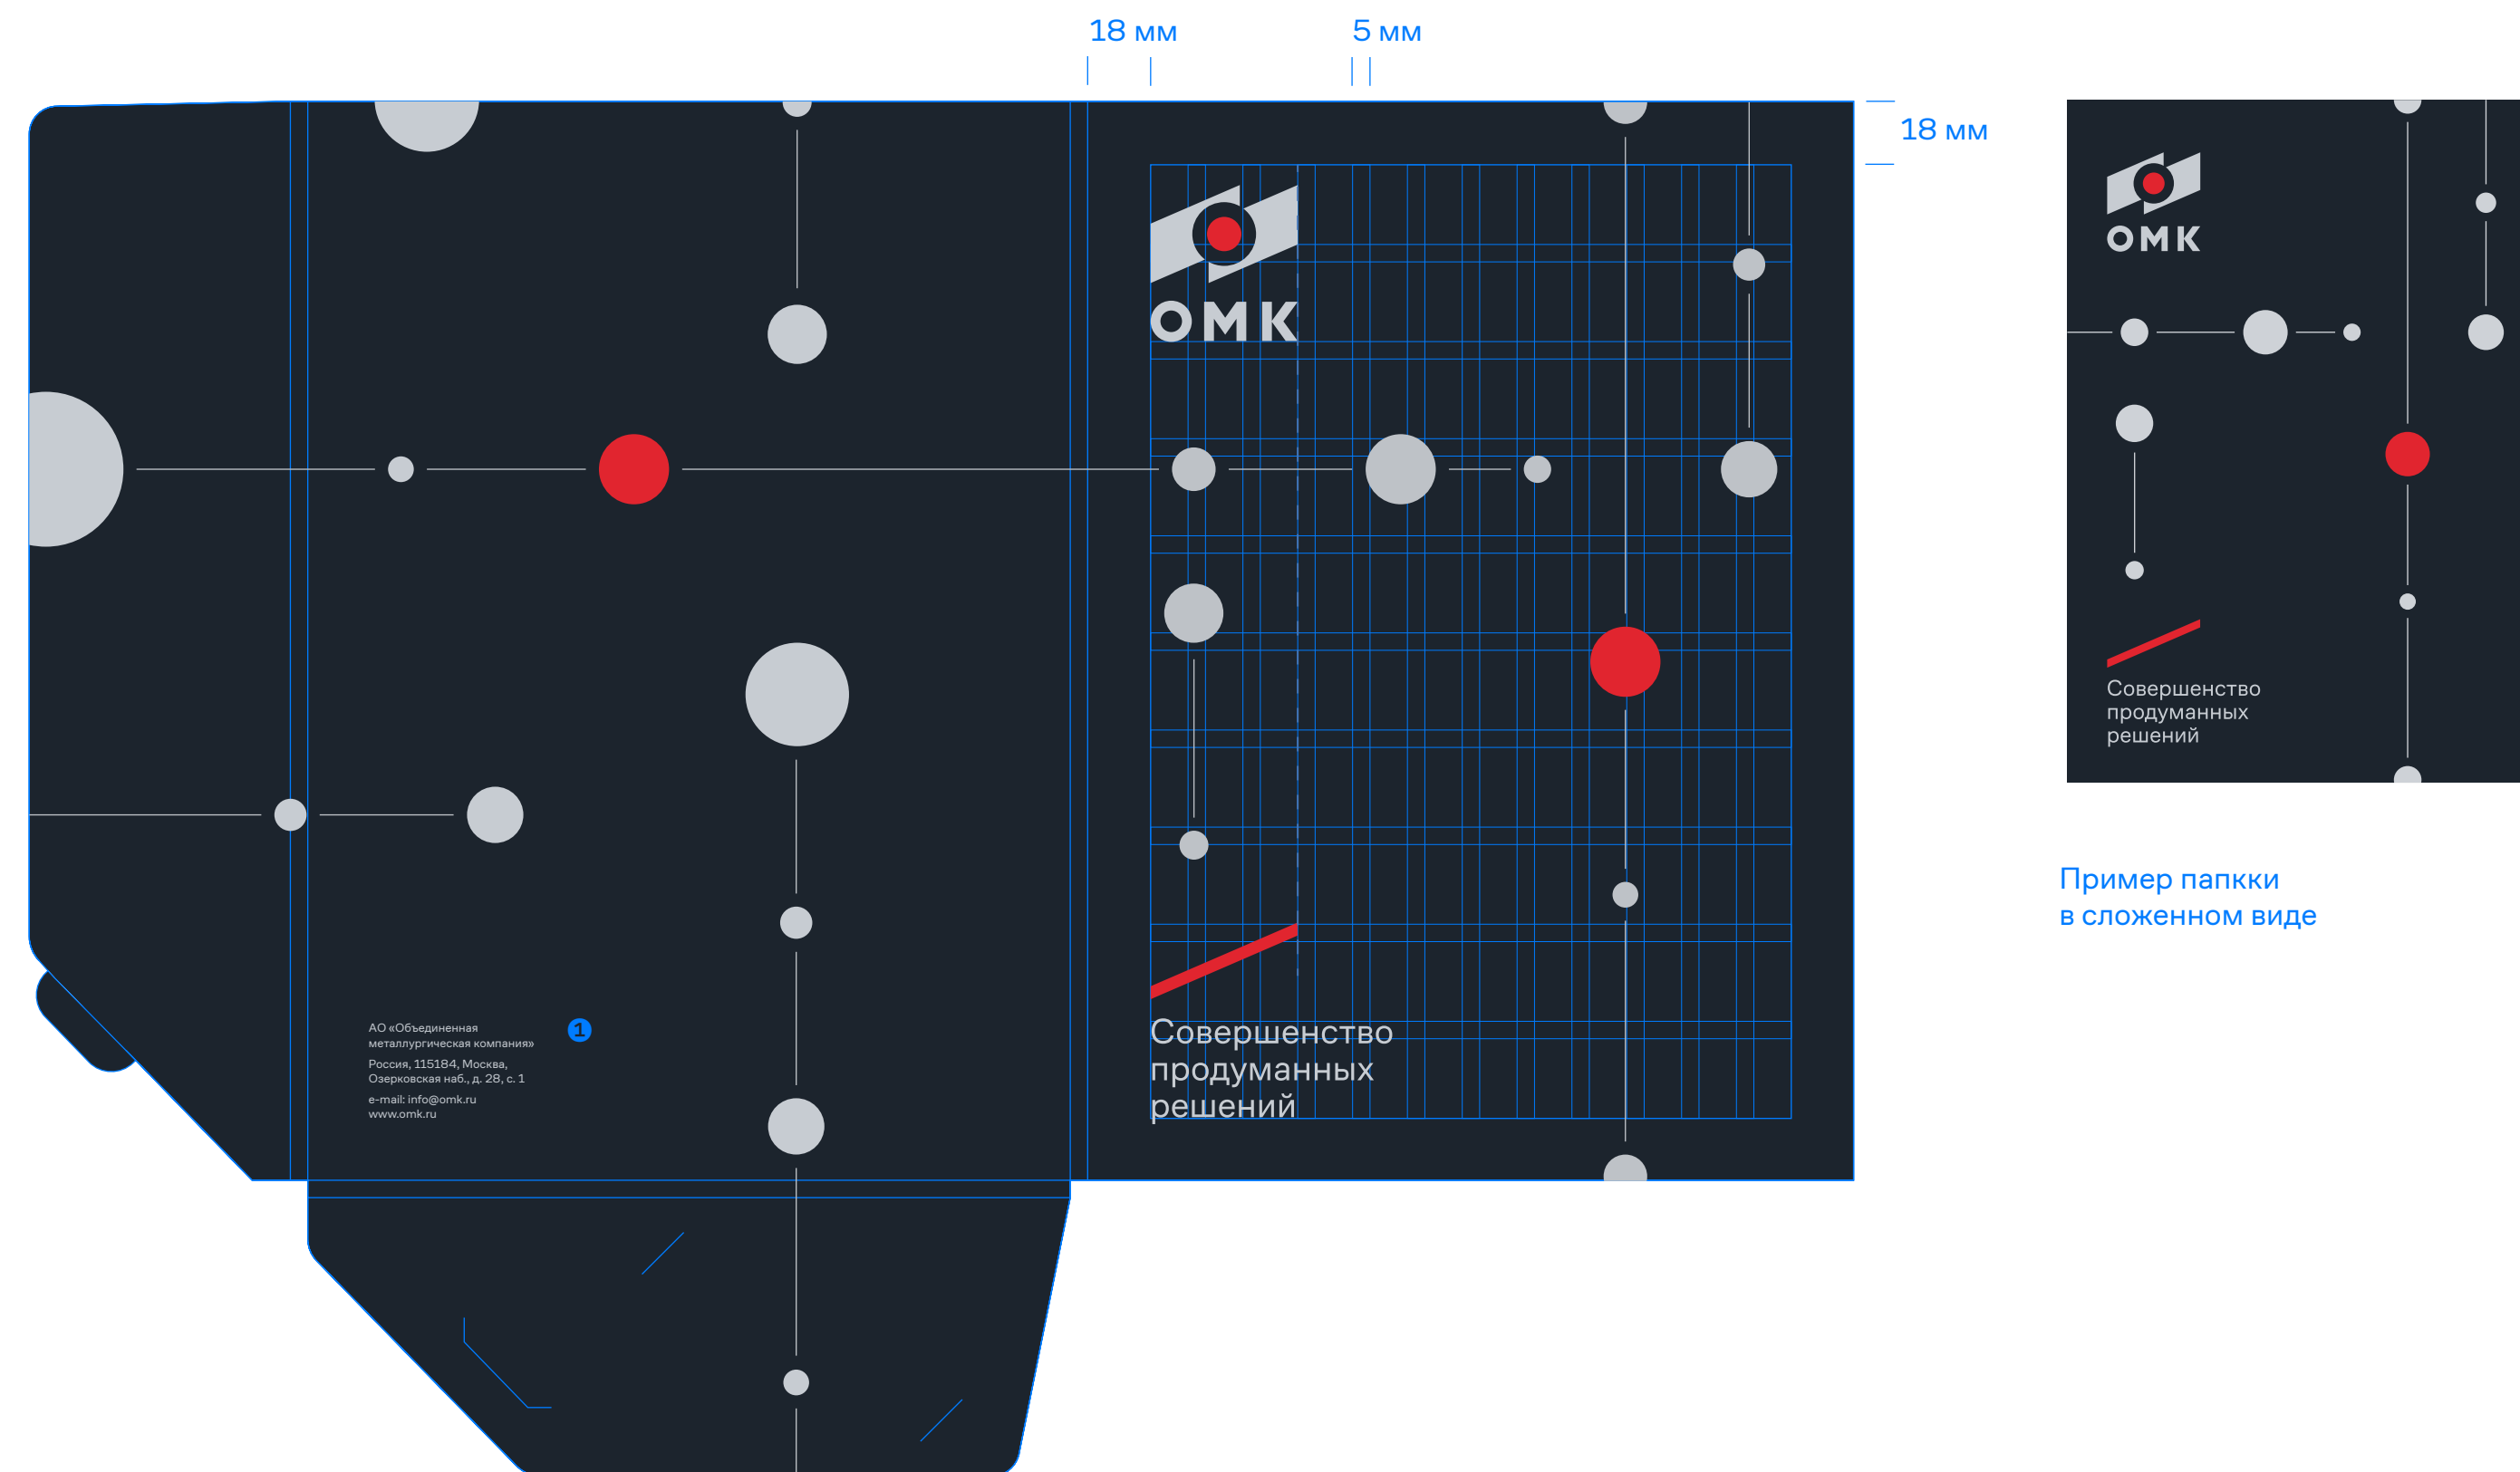 18 мм
5 мм
18 мм
ОМК
Совершенство
продуманных
решений
АО «Объединенная
металлургическая компания»
Россия, 115184, Москва,
Озерковская наб., д. 28, с. 1
e-mail: info@omk.ru
www.omk.ru
1
ОМК
Совершенство
продуманных
решений
Пример папкки
в сложенном виде